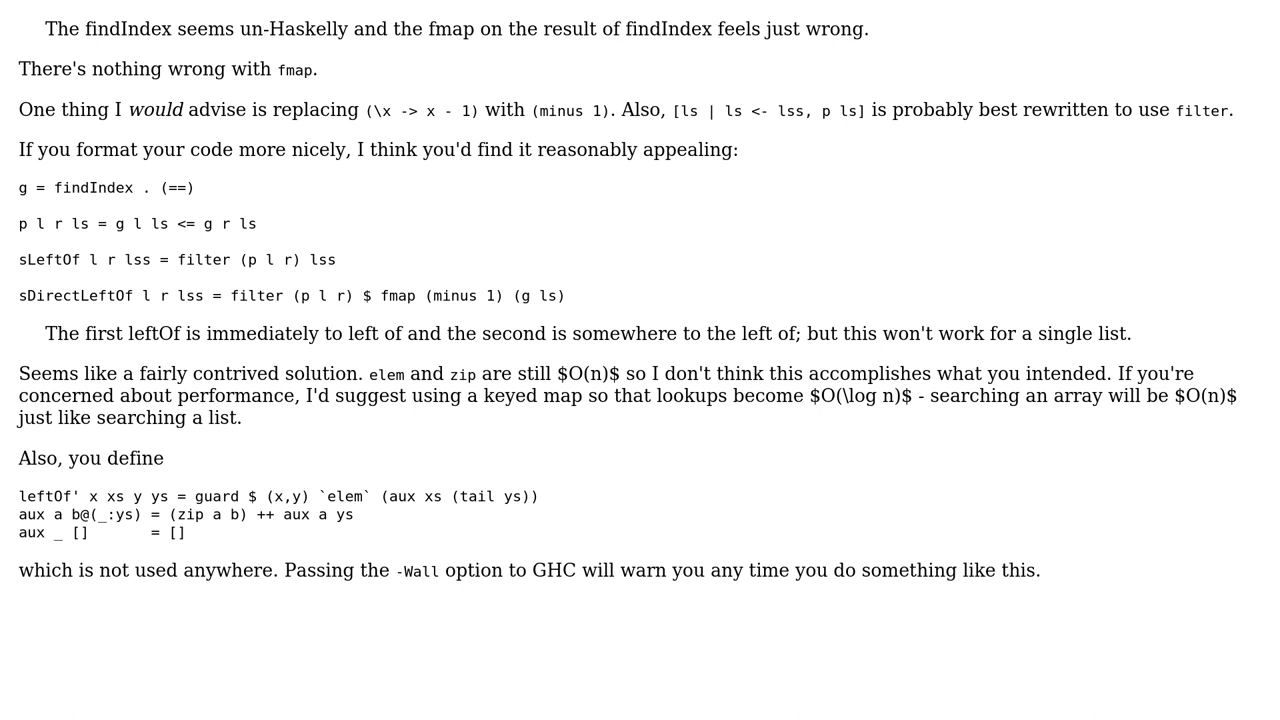 The findIndex seems un-Haskelly and the fmap on the result of findIndex feels just wrong.
There's nothing wrong with fmap.
One thing I would advise is replacing (\x -> x - 1) with (minus 1). Also, [ls | ls <- lss, p ls] is probably best rewritten to use filter.
If you format your code more nicely, I think you'd find it reasonably appealing:
g = findIndex . (==)
p l r ls = g l ls <= g r ls
sLeftOf l r lss = filter (p l r) lss
sDirectLeftOf l r lss = filter (p l r) $ fmap (minus 1) (g ls)
The first leftOf is immediately to left of and the second is somewhere to the left of; but this won't work for a single list.
Seems like a fairly contrived solution. elem and zip are still $O(n)$ so I don't think this accomplishes what you intended. If you're
concerned about performance, I'd suggest using a keyed map so that lookups become $O(\log n)$ - searching an array will be $O(n)$
just like searching a list.
Also, you define
leftOf' x xs y ys = guard $ (x,y) `elem` (aux xs (tail ys))
aux a b@(_:ys) = (zip a b) ++ aux a ys
aux _ []       = []
which is not used anywhere. Passing the -Wall option to GHC will warn you any time you do something like this.